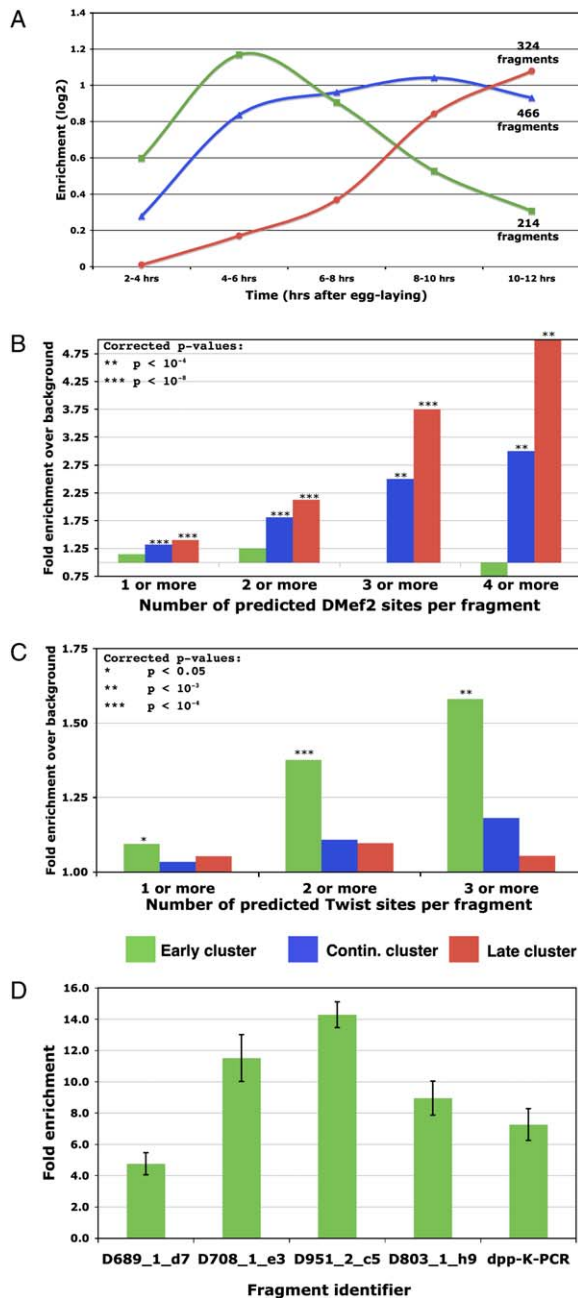 A
1.4
1.2
1
0.8
0.6
0.4
0.2
0
Enrichment (log2)
324
fragments
466
fragments
214
fragments
2-4 hrs 4-6 hrs 6-8 hrs 8-10 hrs 10-12 hrs
Time (hrs after egg-laying)
B
Corrected p-values:
** p < 10⁻⁴
*** p < 10⁻⁸
4.75
4.25
3.75
3.25
2.75
2.25
1.75
1.25
0.75
Fold enrichment over background
*** ***
*** ***
** ***
** **
1 or more 2 or more 3 or more 4 or more
Number of predicted DMef2 sites per fragment
C
Corrected p-values:
* p < 0.05
** p < 10⁻³
*** p < 10⁻⁴
1.75
1.50
1.25
1.00
Fold enrichment over background
*
***
**
1 or more 2 or more 3 or more
Number of predicted Twist sites per fragment
Early cluster Contin. cluster Late cluster
D
16.0
14.0
12.0
10.0
8.0
6.0
4.0
2.0
0.0
Fold enrichment
D689_1_d7 D708_1_e3 D951_2_c5 D803_1_h9 dpp-K-PCR
Fragment identifier